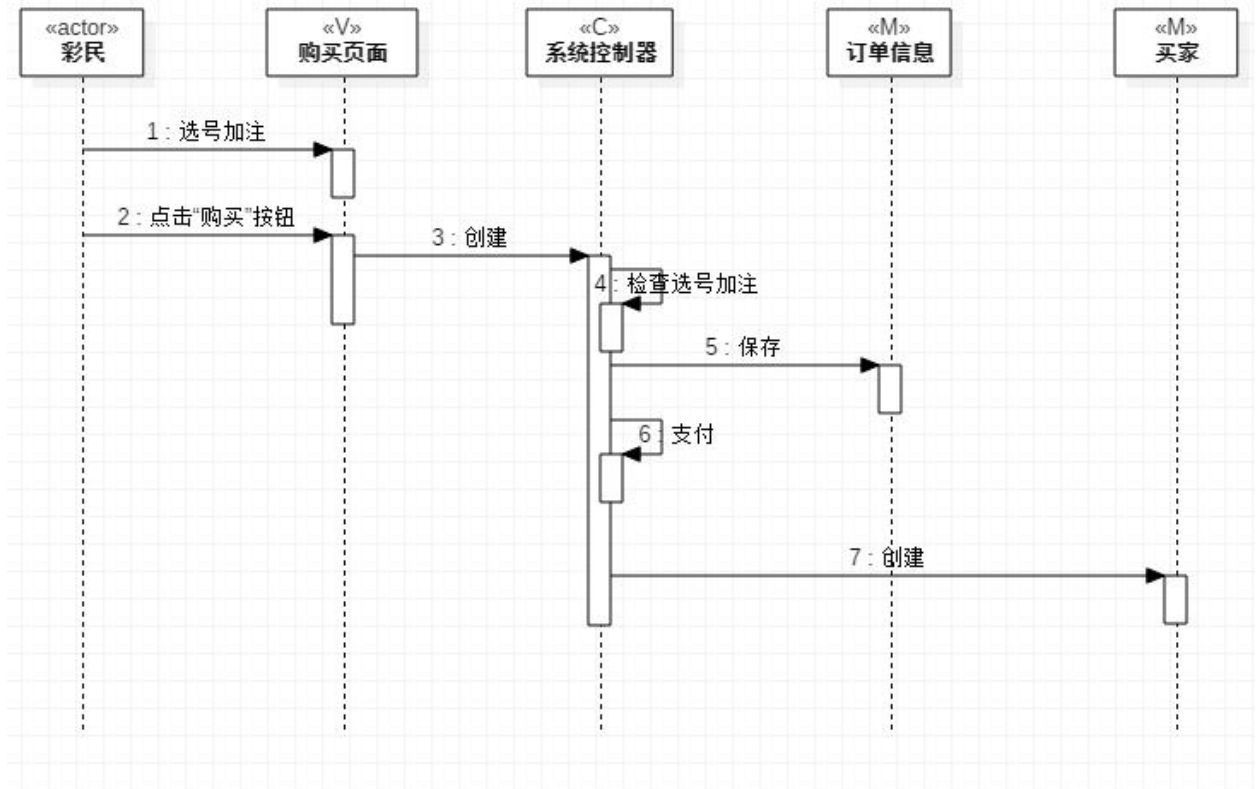 «actor»
彩民
«V»
购买页面
«C»
系统控制器
«M»
订单信息
«M»
买家
1 : 选号加注
2 : 点击“购买”按钮
3 : 创建
4 : 检查选号加注
5 : 保存
6 : 支付
7 : 创建